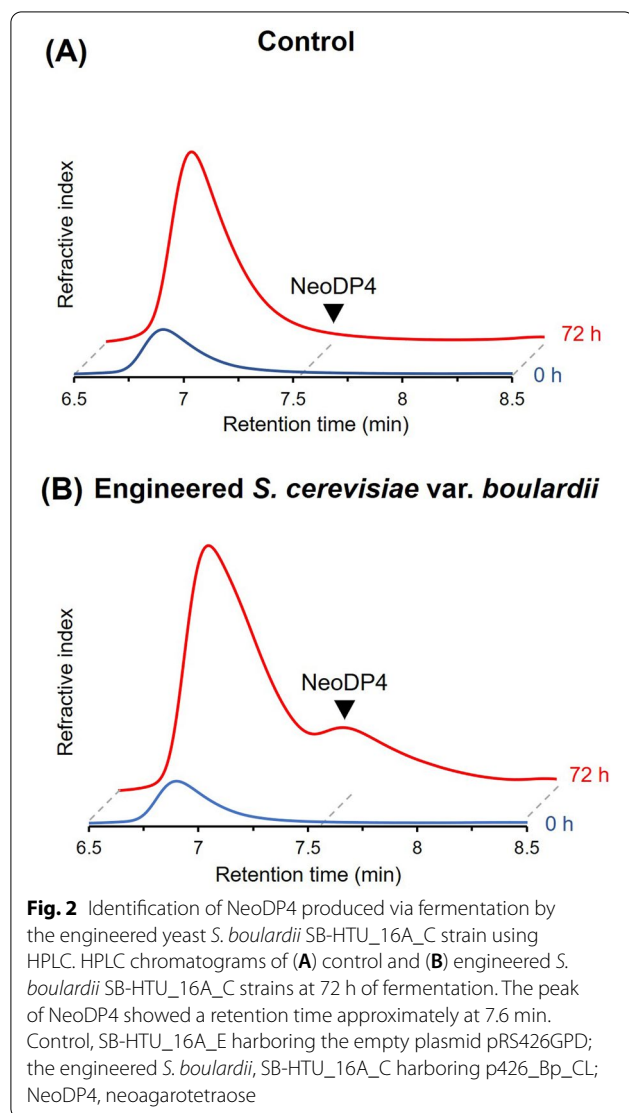 (A) Control
Refractive index
NeoDP4
72 h
0 h
6.5 7 7.5 8 8.5
Retention time (min)
(B) Engineered S. cerevisiae var. boulardii
Refractive index
NeoDP4
72 h
0 h
6.5 7 7.5 8 8.5
Retention time (min)
Fig. 2 Identification of NeoDP4 produced via fermentation by
the engineered yeast S. boulardii SB-HTU_16A_C strain using
HPLC. HPLC chromatograms of (A) control and (B) engineered S.
boulardii SB-HTU_16A_C strains at 72 h of fermentation. The peak
of NeoDP4 showed a retention time approximately at 7.6 min.
Control, SB-HTU_16A_E harboring the empty plasmid pRS426GPD;
the engineered S. boulardii, SB-HTU_16A_C harboring p426_Bp_CL;
NeoDP4, neoagarotetraose